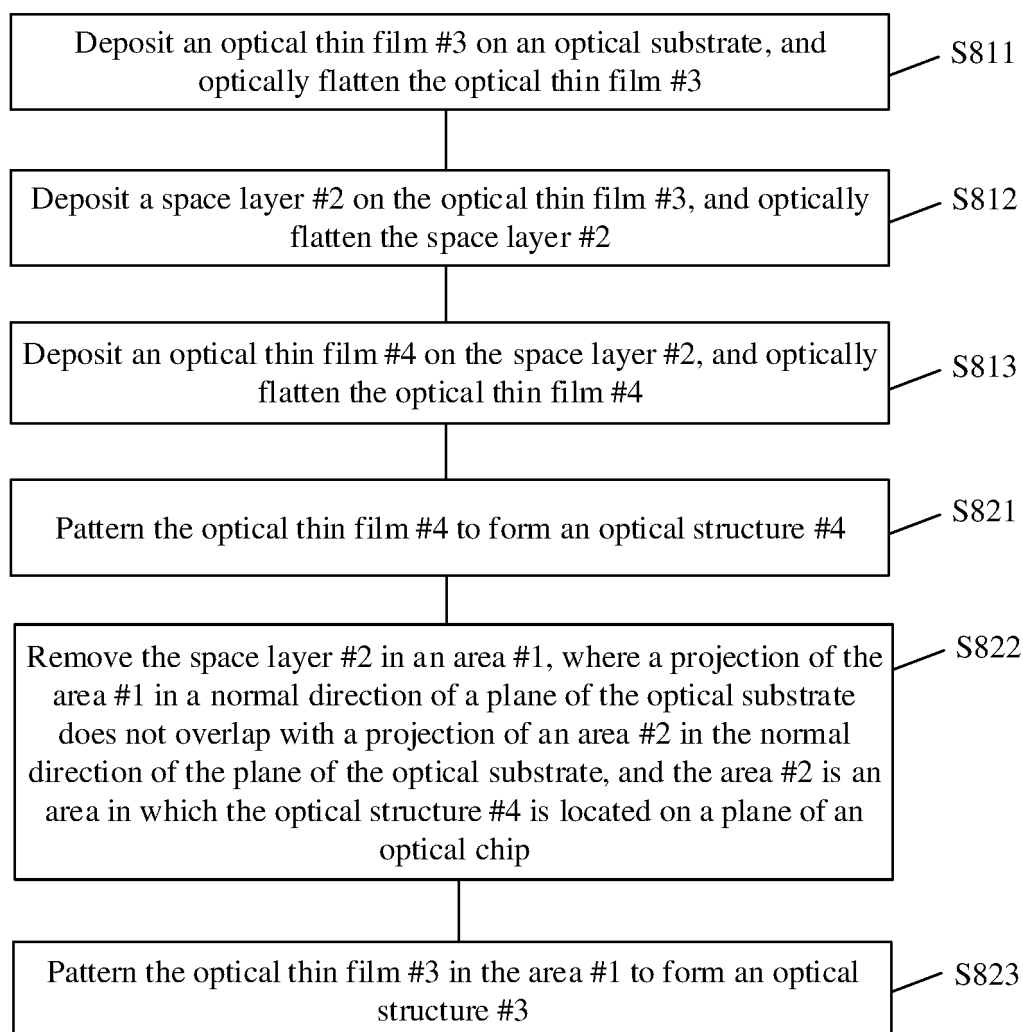 Deposit an optical thin film #3 on an optical substrate, and
optically flatten the optical thin film #3
S811
Deposit a space layer #2 on the optical thin film #3, and optically
flatten the space layer #2
S812
Deposit an optical thin film #4 on the space layer #2, and optically
flatten the optical thin film #4
S813
Pattern the optical thin film #4 to form an optical structure #4
S821
Remove the space layer #2 in an area #1, where a projection of the
area #1 in a normal direction of a plane of the optical substrate
does not overlap with a projection of an area #2 in the normal
direction of the plane of the optical substrate, and the area #2 is an
area in which the optical structure #4 is located on a plane of an
optical chip
S822
Pattern the optical thin film #3 in the area #1 to form an optical
structure #3
S823